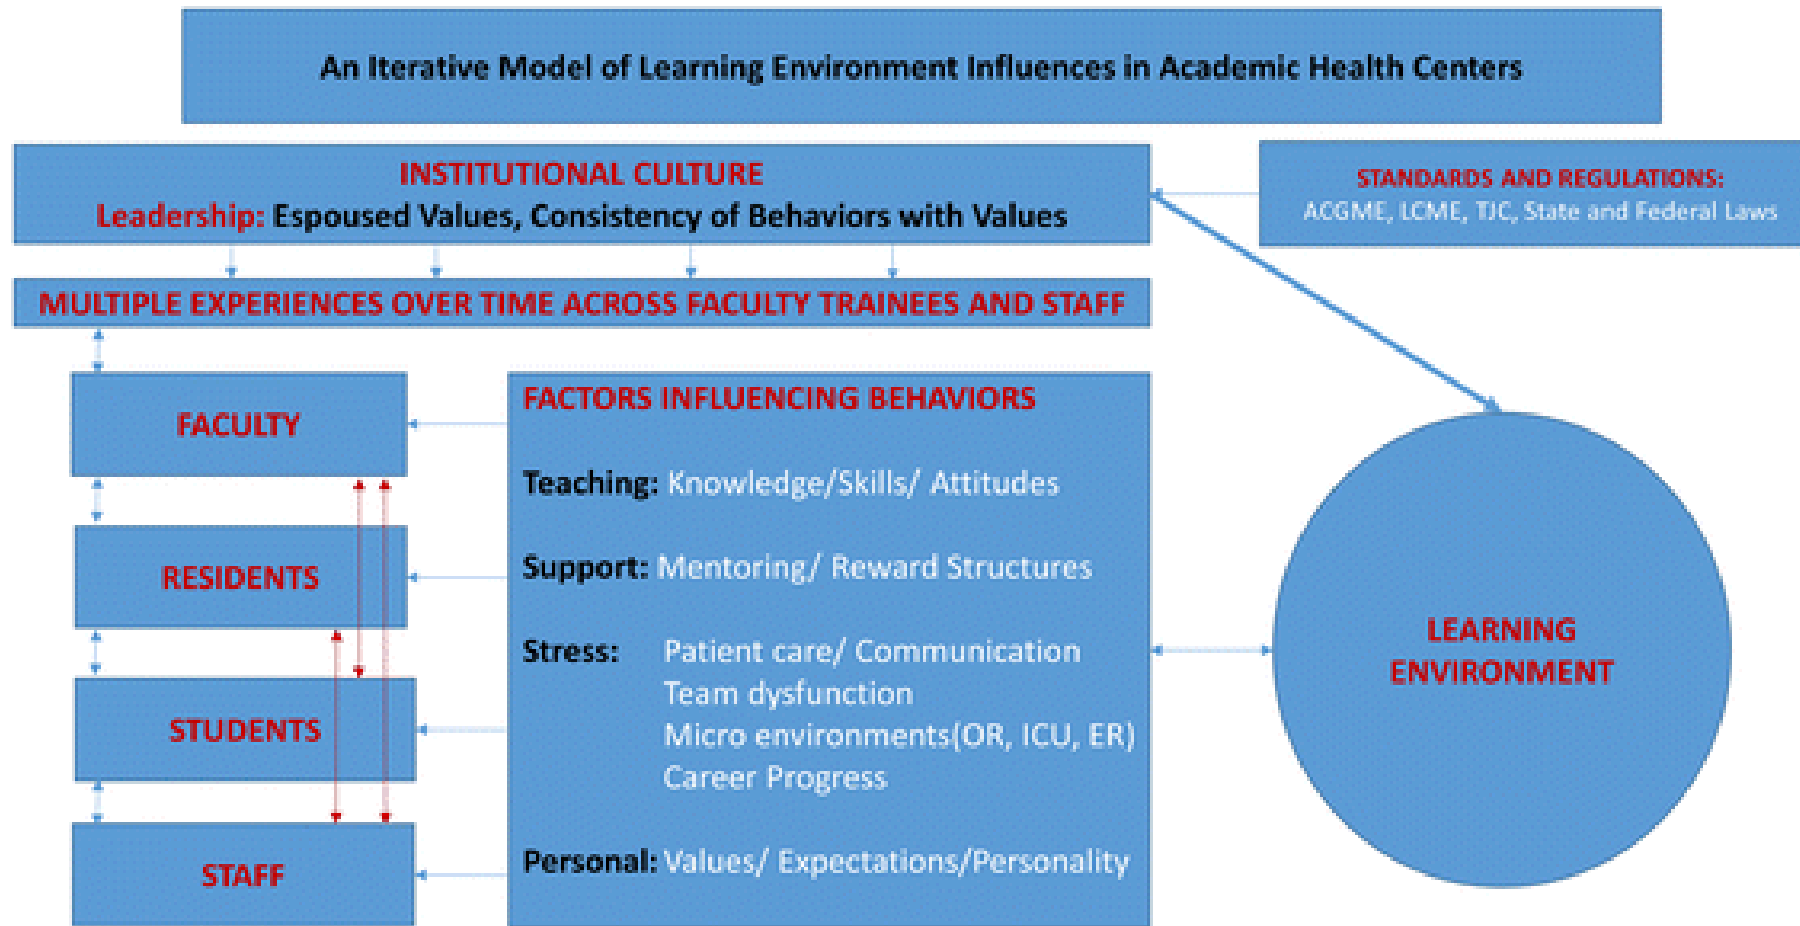 An Iterative Model of Learning Environment Influences in Academic Health Centers
INSTITUTIONAL CULTURE
Leadership: Espoused Values, Consistency of Behaviors with Values
STANDARDS AND REGULATIONS:
ACGME, LCME, TJC, State and Federal Laws
MULTIPLE EXPERIENCES OVER TIME ACROSS FACULTY TRAINEES AND STAFF
FACULTY
RESIDENTS
STUDENTS
STAFF
FACTORS INFLUENCING BEHAVIORS
Teaching: Knowledge/Skills/ Attitudes
Support: Mentoring/ Reward Structures
Stress: Patient care/ Communication
Team dysfunction
Micro environments(OR, ICU, ER)
Career Progress
Personal: Values/ Expectations/Personality
LEARNING
ENVIRONMENT